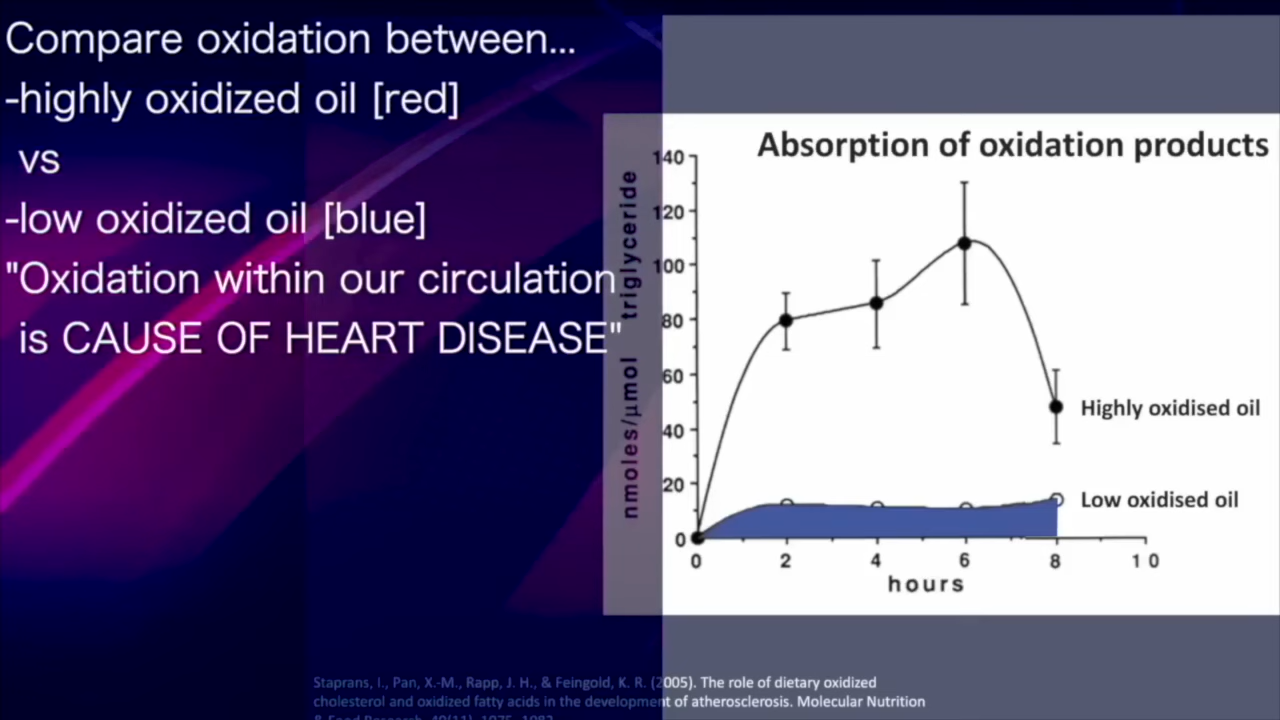 Compare oxidation between...
-highly oxidized oil [red]
vs
-low oxidized oil [blue]
"Oxidation within our circulation
is CAUSE OF HEART DISEASE"
Absorption of oxidation products
nmoles/µmol triglyceride
140
120
100
80
60
40
20
0
Highly oxidised oil
Low oxidised oil
0 2 4 6 8 10
hours
Staprans, I., Pan, X.-M., Rapp, J. H., & Feingold, K. R. (2005). The role of dietary oxidized
cholesterol and oxidized fatty acids in the development of atherosclerosis. Molecular Nutrition